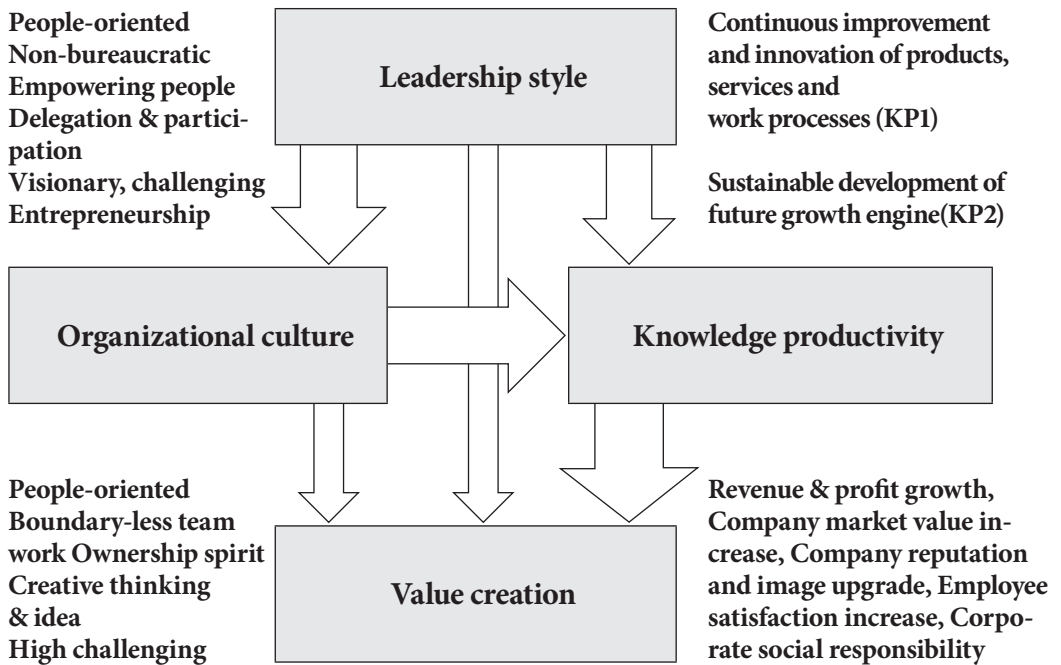 People-oriented
Non-bureaucratic
Empowering people
Delegation & partici-
pation
Visionary, challenging
Entrepreneurship
Leadership style
Continuous improvement
and innovation of products,
services and
work processes (KP1)
Sustainable development of
future growth engine(KP2)
Organizational culture
Knowledge productivity
People-oriented
Boundary-less team
work Ownership spirit
Creative thinking
& idea
High challenging
Value creation
Revenue & profit growth,
Company market value in-
crease, Company reputation
and image upgrade, Employee
satisfaction increase, Corpo-
rate social responsibility